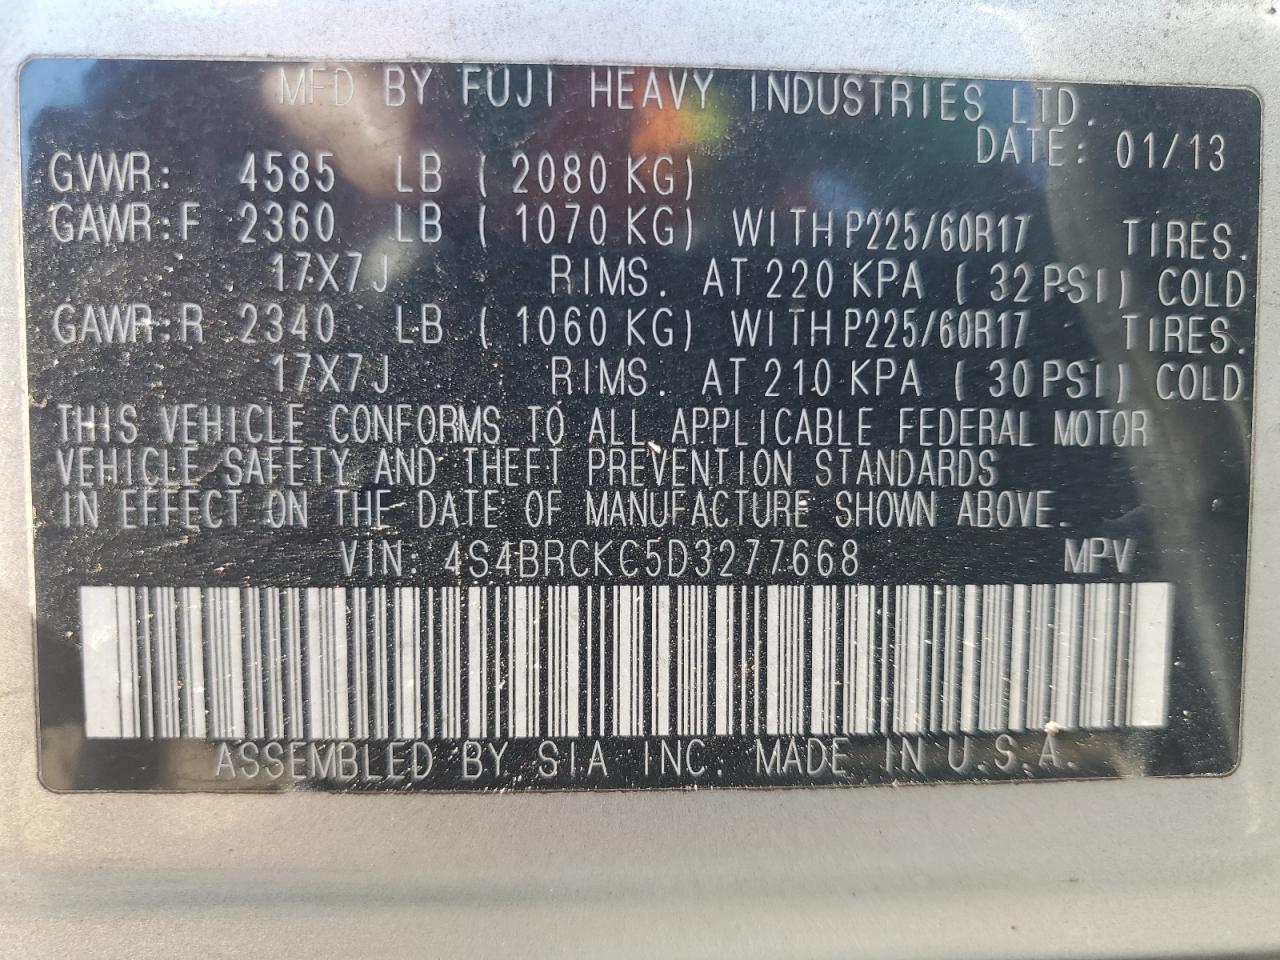 MFD BY FUJI HEAVY INDUSTRIES LTD.
DATE: 01/13
GVWR: 4585 LB ( 2080 KG)
GAWR:F 2360 LB ( 1070 KG) WITH P225/60R17 TIRES.
17X7J RIMS. AT 220 KPA ( 32 PSI) COLD
GAWR:R 2340 LB ( 1060 KG) WITH P225/60R17 TIRES.
17X7J RIMS. AT 210 KPA ( 30 PSI) COLD
THIS VEHICLE CONFORMS TO ALL APPLICABLE FEDERAL MOTOR
VEHICLE SAFETY AND THEFT PREVENTION STANDARDS
IN EFFECT ON THE DATE OF MANUFACTURE SHOWN ABOVE.
VIN: 4S4BRCKC5D3277668 MPV
ASSEMBLED BY SIA INC. MADE IN U.S.A.